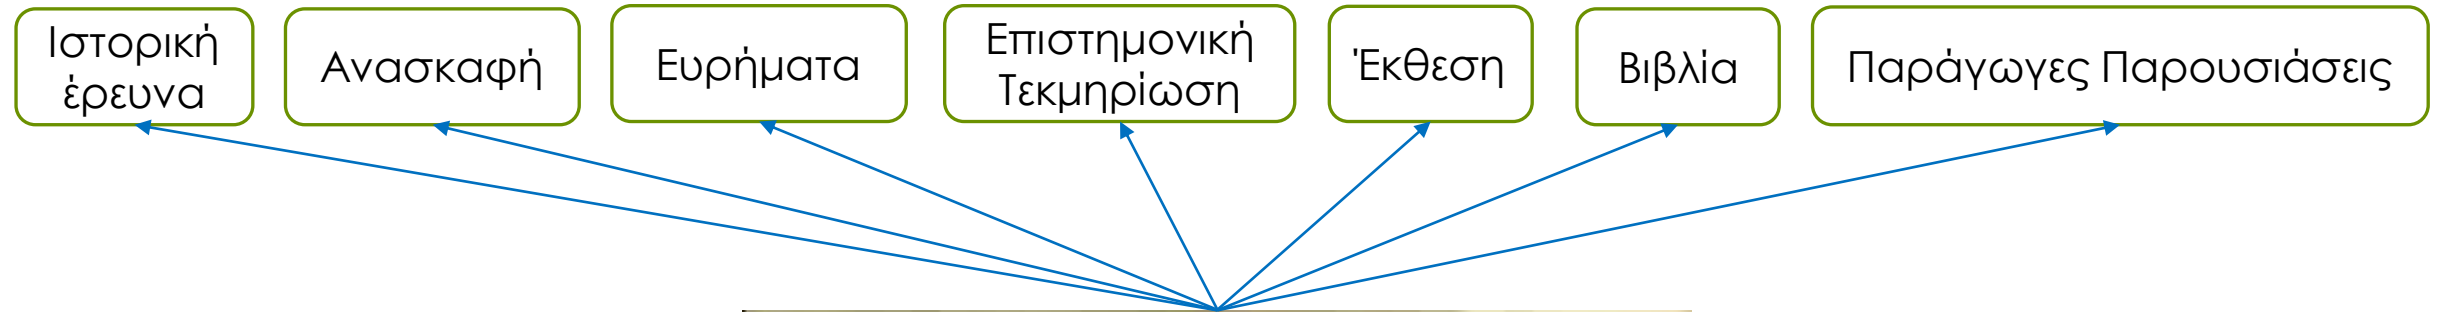 Ιστορική
έρευνα
Ανασκαφή
Ευρήματα
Επιστημονική
Τεκμηρίωση
Έκθεση
Βιβλία
Παράγωγες Παρουσιάσεις